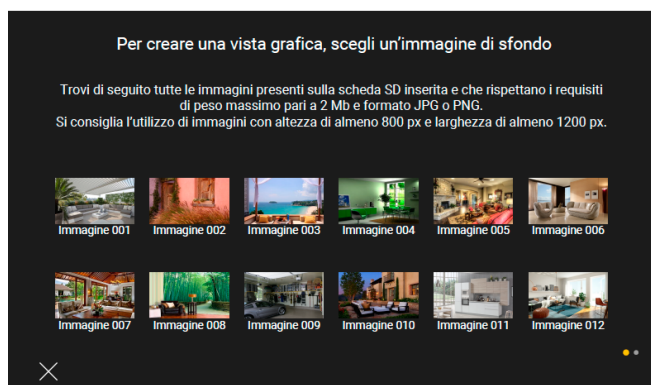 Per creare una vista grafica, scegli un’immagine di sfondo
Trovi di seguito tutte le immagini presenti sulla scheda SD inserita e che rispettano i requisiti
di peso massimo pari a 2 Mb e formato JPG o PNG.
Si consiglia l’utilizzo di immagini con altezza di almeno 800 px e larghezza di almeno 1200 px.
Immagine 001
Immagine 002
Immagine 003
Immagine 004
Immagine 005
Immagine 006
Immagine 007
Immagine 008
Immagine 009
Immagine 010
Immagine 011
Immagine 012